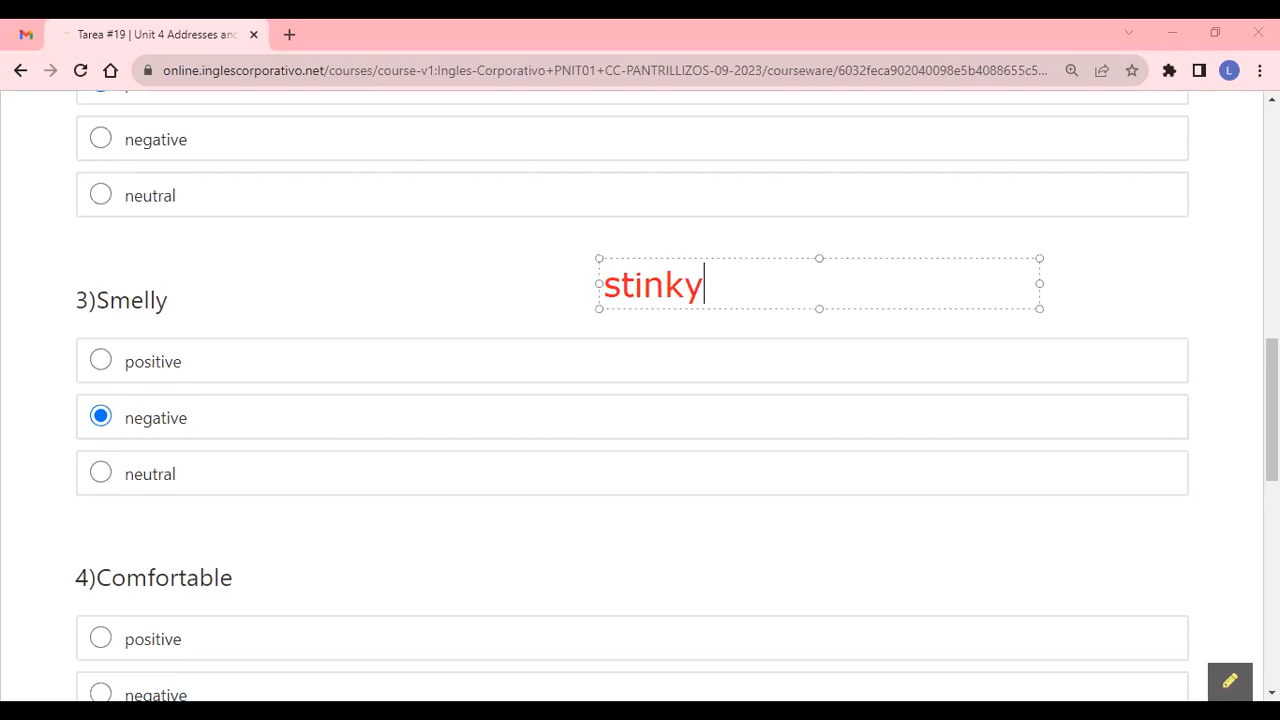 Tarea #19 | Unit 4 Addresses and
online.inglescorporativo.net/courses/course-v1:Ingles-Corporativo+PNIT01+CC-PANTRILLIZOS-09-2023/courseware/6032feca902040098e5b4088655c5...
L
negative
neutral
stinky
3)Smelly
positive
negative
neutral
4)Comfortable
positive
negative